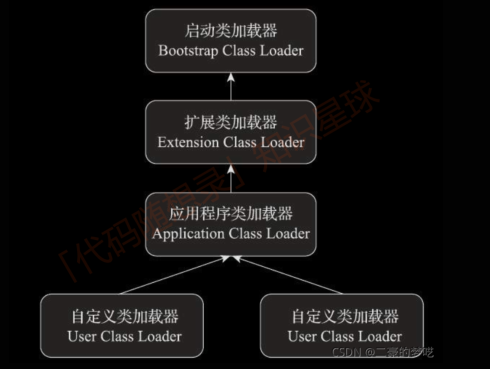 启动类加载器
Bootstrap Class Loader
扩展类加载器
Extension Class Loader
应用程序类加载器
Application Class Loader
自定义类加载器
User Class Loader
自定义类加载器
User Class Loader
「代码随想录」知识星球
CSDN @二豪的梦呓